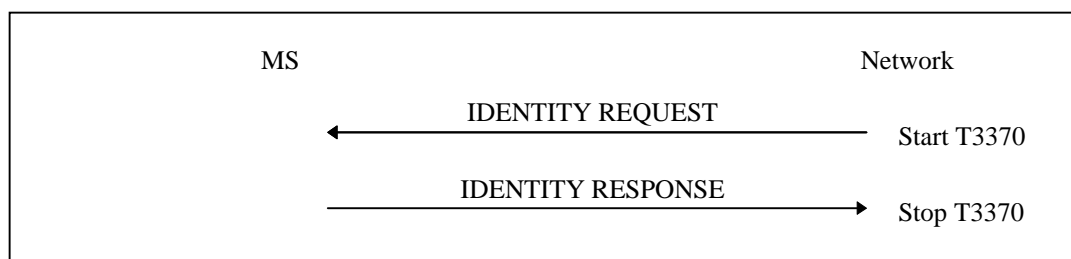 MS Network
IDENTITY REQUEST
Start T3370
IDENTITY RESPONSE
Stop T3370